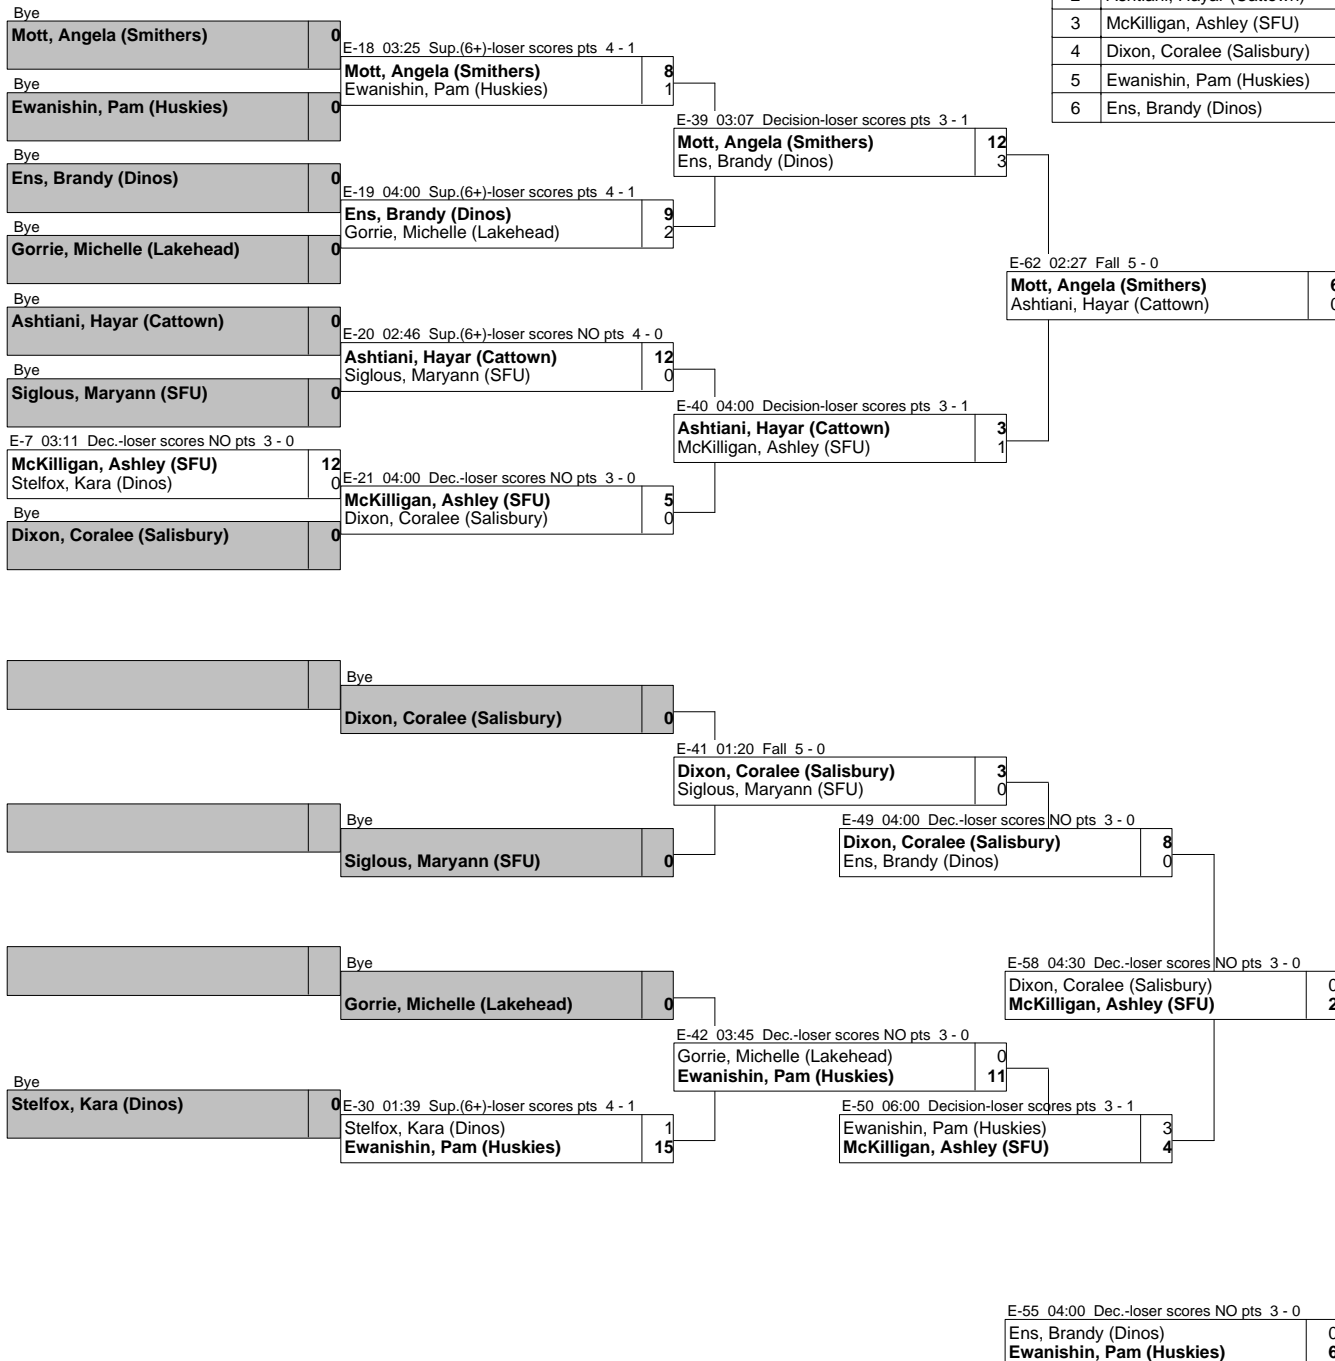 2 Ashtiani, Hayar (Cattown)
3 McKilligan, Ashley (SFU)
4 Dixon, Coralee (Salisbury)
5 Ewanishin, Pam (Huskies)
6 Ens, Brandy (Dinos)
Bye
Mott, Angela (Smithers) 0
Bye
Ewanishin, Pam (Huskies) 0
Bye
Ens, Brandy (Dinos) 0
Bye
Gorrie, Michelle (Lakehead) 0
Bye
Ashtiani, Hayar (Cattown) 0
Bye
Siglous, Maryann (SFU) 0
E-7 03:11 Dec.-loser scores NO pts 3 - 0
McKilligan, Ashley (SFU) 12
Stelfox, Kara (Dinos) 0
Bye
Dixon, Coralee (Salisbury) 0
E-18 03:25 Sup.(6+)-loser scores pts 4 - 1
Mott, Angela (Smithers) 8
Ewanishin, Pam (Huskies) 1
E-19 04:00 Sup.(6+)-loser scores pts 4 - 1
Ens, Brandy (Dinos) 9
Gorrie, Michelle (Lakehead) 2
E-20 02:46 Sup.(6+)-loser scores NO pts 4 - 0
Ashtiani, Hayar (Cattown) 12
Siglous, Maryann (SFU) 0
E-21 04:00 Dec.-loser scores NO pts 3 - 0
McKilligan, Ashley (SFU) 5
Dixon, Coralee (Salisbury) 0
E-39 03:07 Decision-loser scores pts 3 - 1
Mott, Angela (Smithers) 12
Ens, Brandy (Dinos) 3
E-40 04:00 Decision-loser scores pts 3 - 1
Ashtiani, Hayar (Cattown) 3
McKilligan, Ashley (SFU) 1
E-62 02:27 Fall 5 - 0
Mott, Angela (Smithers) 6
Ashtiani, Hayar (Cattown) 0
Bye
Dixon, Coralee (Salisbury) 0
Bye
Siglous, Maryann (SFU) 0
Bye
Gorrie, Michelle (Lakehead) 0
Bye
Stelfox, Kara (Dinos) 0
E-30 01:39 Sup.(6+)-loser scores pts 4 - 1
Stelfox, Kara (Dinos) 1
Ewanishin, Pam (Huskies) 15
E-41 01:20 Fall 5 - 0
Dixon, Coralee (Salisbury) 3
Siglous, Maryann (SFU) 0
E-42 03:45 Dec.-loser scores NO pts 3 - 0
Gorrie, Michelle (Lakehead) 0
Ewanishin, Pam (Huskies) 11
E-49 04:00 Dec.-loser scores NO pts 3 - 0
Dixon, Coralee (Salisbury) 8
Ens, Brandy (Dinos) 0
E-50 06:00 Decision-loser scores pts 3 - 1
Ewanishin, Pam (Huskies) 3
McKilligan, Ashley (SFU) 4
E-58 04:30 Dec.-loser scores NO pts 3 - 0
Dixon, Coralee (Salisbury) 0
McKilligan, Ashley (SFU) 2
E-55 04:00 Dec.-loser scores NO pts 3 - 0
Ens, Brandy (Dinos) 0
Ewanishin, Pam (Huskies) 6